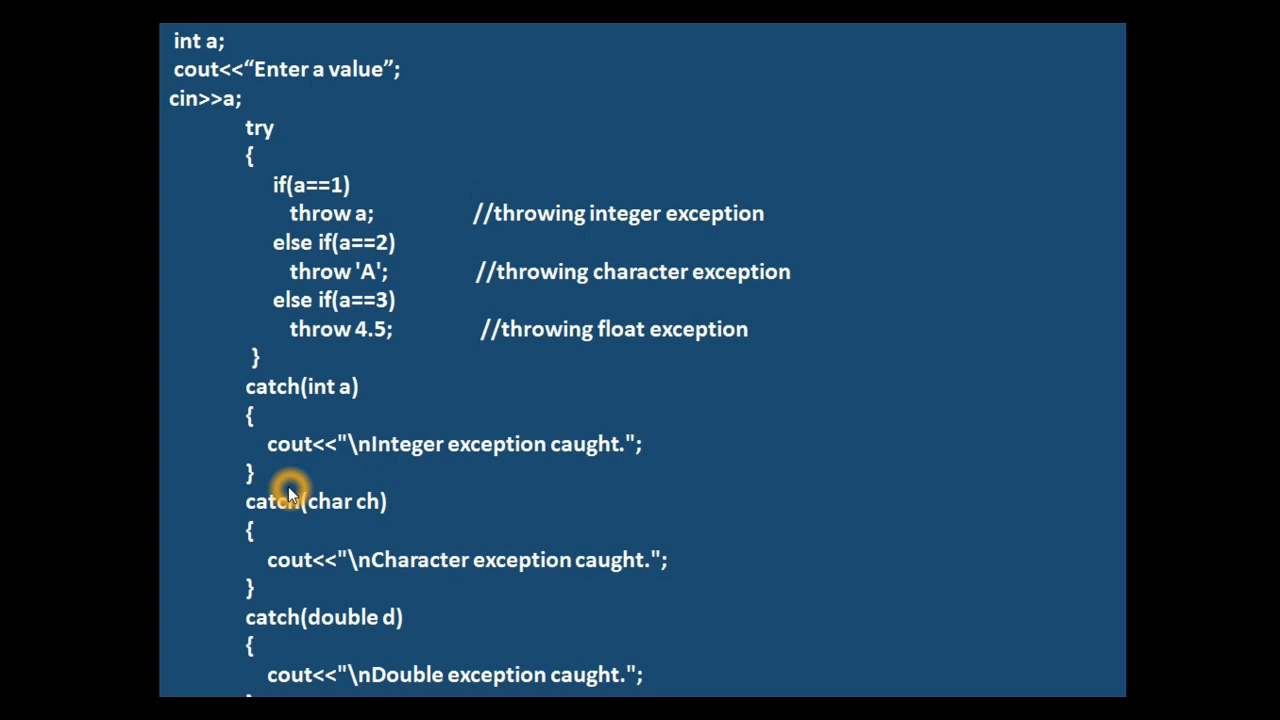 int a;
cout<<“Enter a value”;
cin>>a;
try
{
if(a==1)
throw a; //throwing integer exception
else if(a==2)
throw 'A'; //throwing character exception
else if(a==3)
throw 4.5; //throwing float exception
}
catch(int a)
{
cout<<"\nInteger exception caught.";
}
catch(char ch)
{
cout<<"\nCharacter exception caught.";
}
catch(double d)
{
cout<<"\nDouble exception caught.";